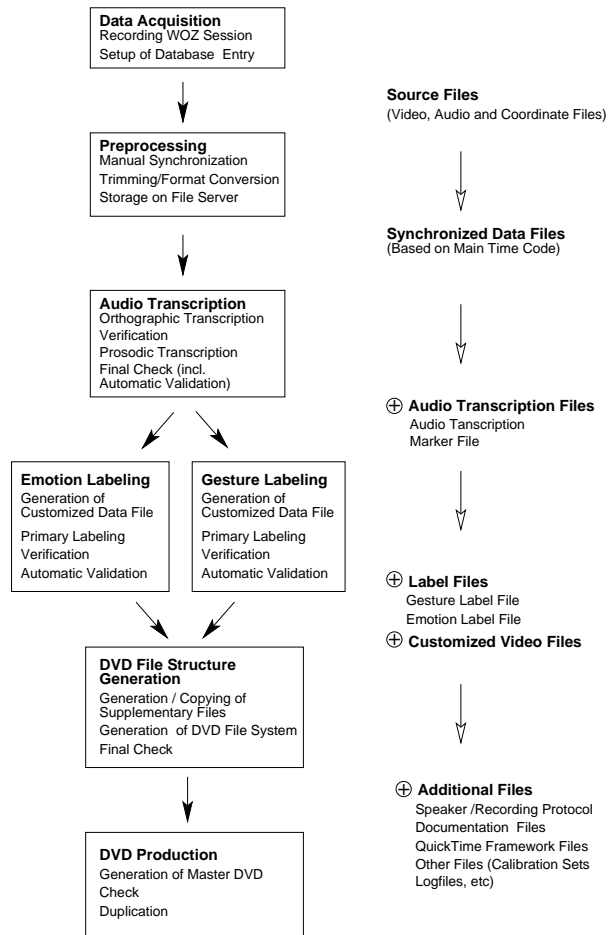 Data Acquisition
Recording WOZ Session
Setup of Database Entry
Preprocessing
Manual Synchronization
Trimming/Format Conversion
Storage on File Server
Audio Transcription
Orthographic Transcription
Verification
Prosodic Transcription
Final Check (incl.
Automatic Validation)
Emotion Labeling
Generation of
Customized Data File
Primary Labeling
Verification
Automatic Validation
Gesture Labeling
Generation of
Customized Data File
Primary Labeling
Verification
Automatic Validation
DVD File Structure
Generation
Generation / Copying of
Supplementary Files
Generation of DVD File System
Final Check
DVD Production
Generation of Master DVD
Check
Duplication
Source Files
(Video, Audio and Coordinate Files)
Synchronized Data Files
(Based on Main Time Code)
⊕ Audio Transcription Files
Audio Tanscription
Marker File
⊕ Label Files
Gesture Label File
Emotion Label File
⊕ Customized Video Files
⊕ Additional Files
Speaker /Recording Protocol
Documentation Files
QuickTime Framework Files
Other Files (Calibration Sets
Logfiles, etc)